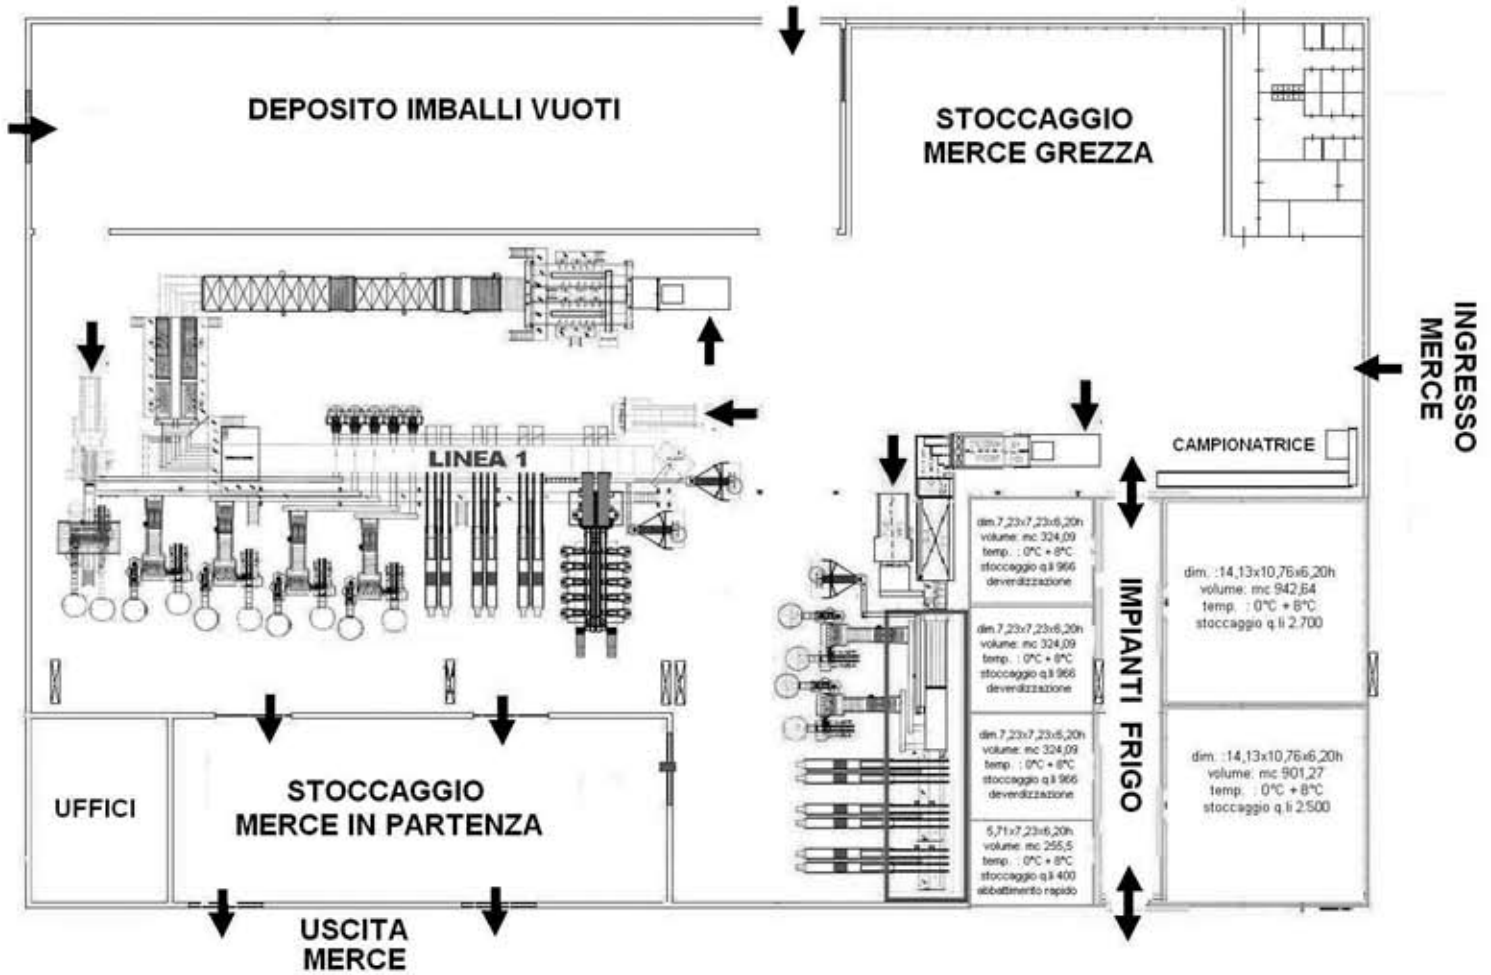 DEPOSITO IMBALLI VUOTI
STOCCAGGIO
MERCE GREZZA
INGRESSO
MERCE
CAMPIONATRICE
LINEA 1
dim.7,23x7,23x6,20h
volume: mc 324,09
temp. : 0°C + 8°C
stoccaggio q.li 966
deverdizzazione
dim.7,23x7,23x6,20h
volume: mc 324,09
temp. : 0°C + 8°C
stoccaggio q.li 966
deverdizzazione
dim.7,23x7,23x6,20h
volume: mc 324,09
temp. : 0°C + 8°C
stoccaggio q.li 966
deverdizzazione
5,71x7,23x6,20h
volume: mc 255,5
temp. : 0°C + 8°C
stoccaggio q.li 400
abbattimento rapido
IMPIANTI FRIGO
dim. :14,13x10,76x6,20h
volume: mc 942,64
temp. : 0°C + 8°C
stoccaggio q.li 2.700
dim. :14,13x10,76x6,20h
volume: mc 901,27
temp. : 0°C + 8°C
stoccaggio q.li 2.500
UFFICI
STOCCAGGIO
MERCE IN PARTENZA
USCITA
MERCE